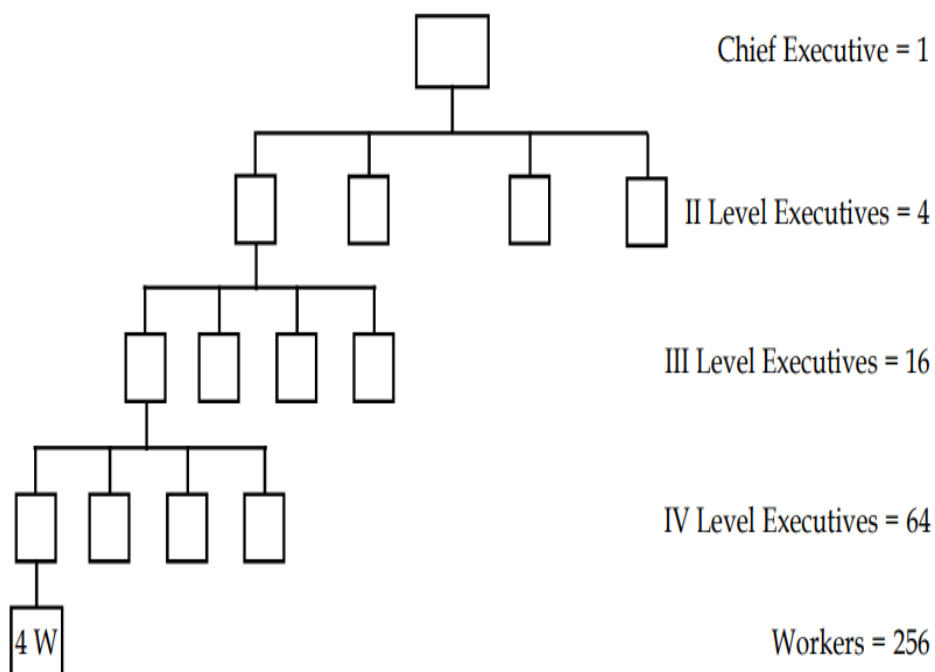 Chief Executive = 1
II Level Executives = 4
III Level Executives = 16
IV Level Executives = 64
4 W
Workers = 256